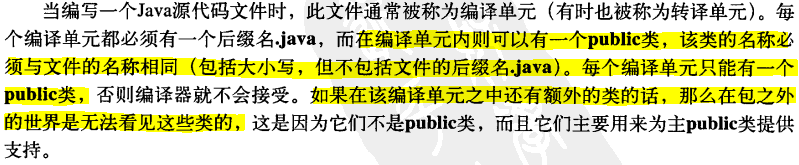 当编写一个Java源代码文件时，此文件通常被称为编译单元（有时也被称为转译单元）。每
个编译单元都必须有一个后缀名.java，而在编译单元内则可以有一个public类，该类的名称必
须与文件的名称相同（包括大小写，但不包括文件的后缀名.java）。每个编译单元只能有一个
public类，否则编译器就不会接受。如果在该编译单元之中还有额外的类的话，那么在包之外
的世界是无法看见这些类的，这是因为它们不是public类，而且它们主要用来为主public类提供
支持。